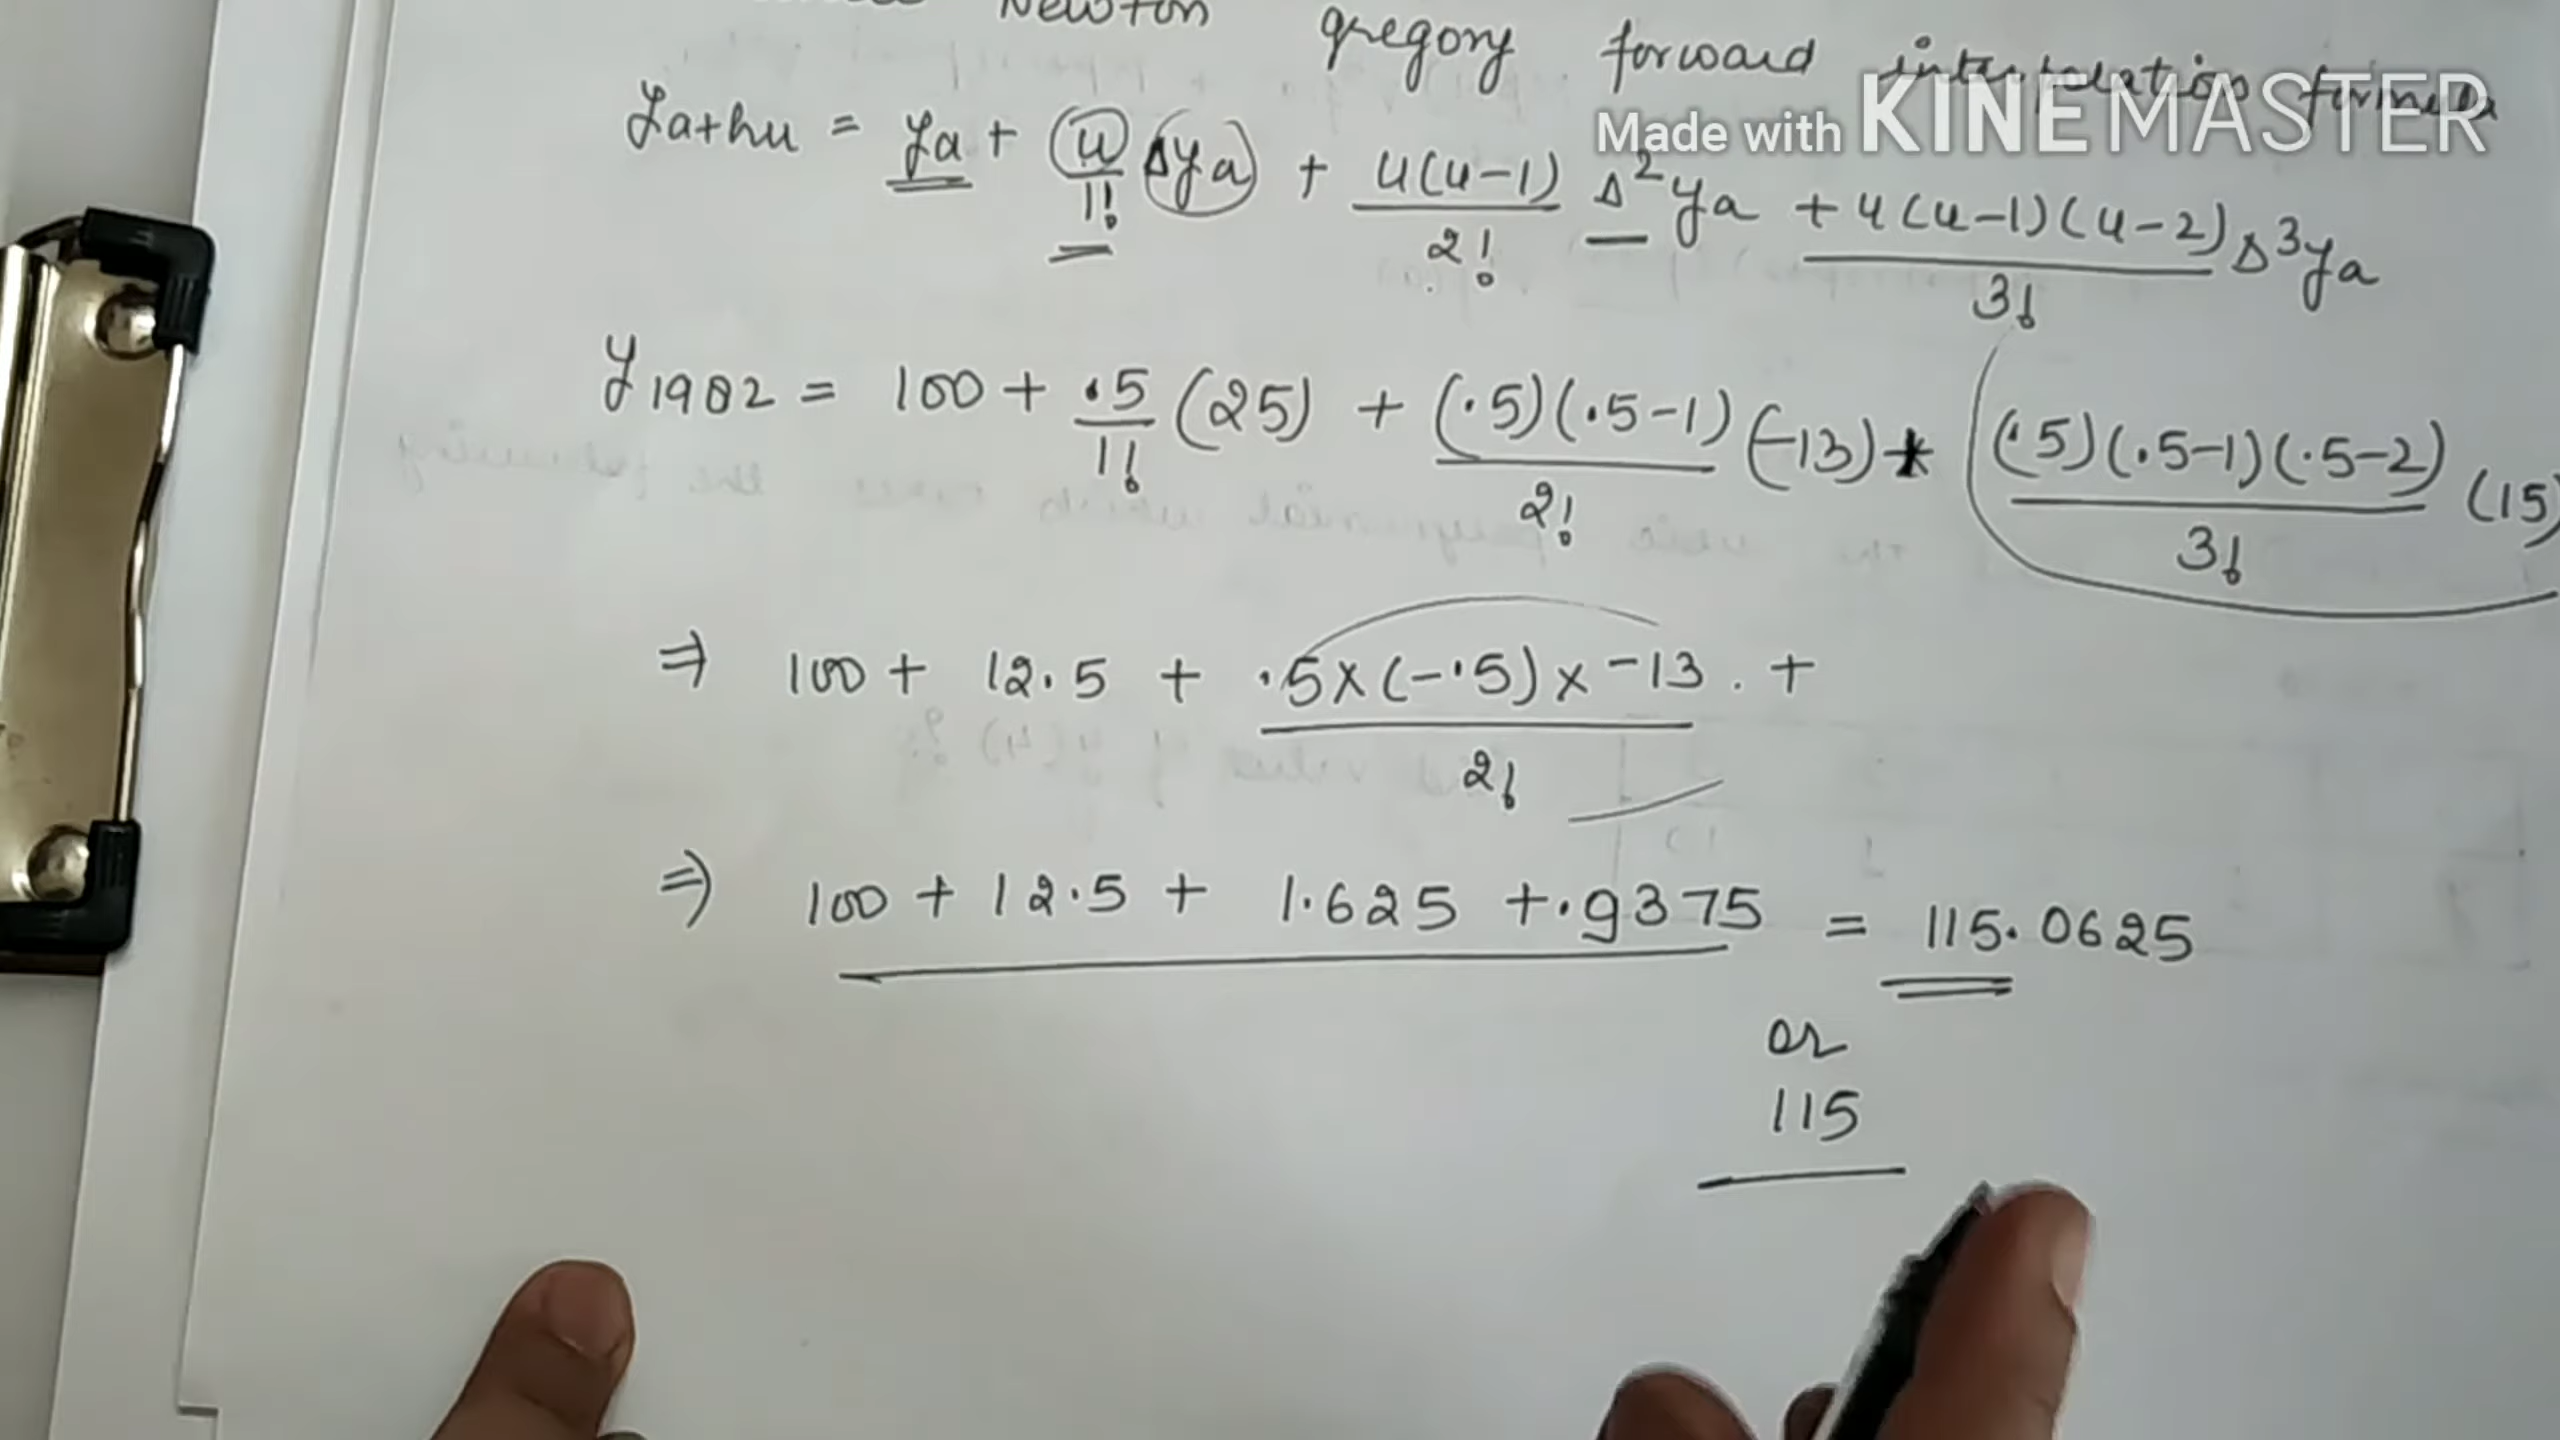 Newton gregory forward interpolation formula
Made with KINEMASTER
ya+hu = ya + u/1! Δya + u(u-1)/2! Δ²ya + u(u-1)(u-2)/3! Δ³ya
y1982 = 100 + .5/1! (25) + (.5)(.5-1)/2! (-13) + (.5)(.5-1)(.5-2)/3! (15)
⇒ 100 + 12.5 + .5×(-.5)×-13/2! . +
⇒ 100 + 12.5 + 1.625 + .9375 = 115.0625
or
115